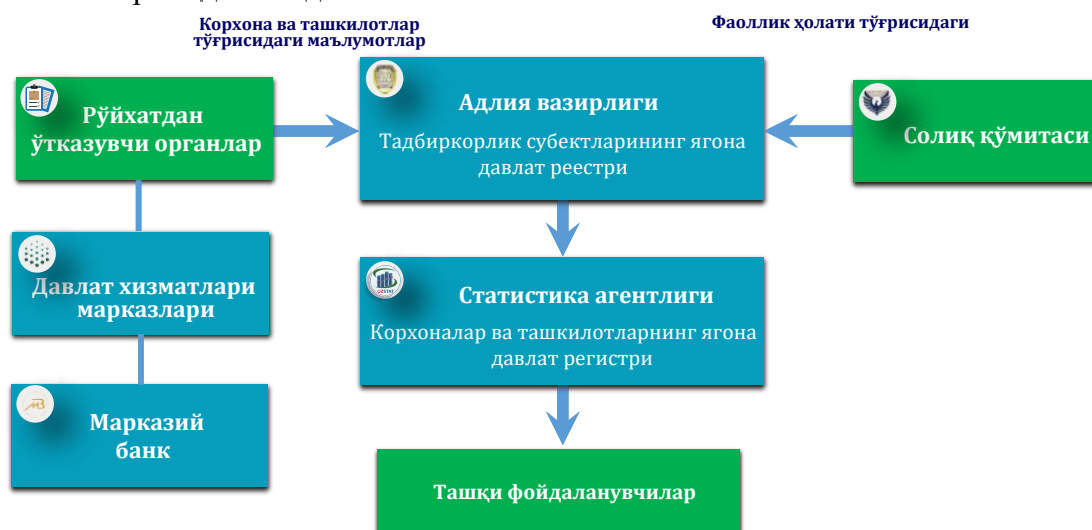 Корхона ва ташкилотлар
тўғрисидаги маълумотлар
Фаоллик ҳолати тўғрисидаги
Рўйхатдан
ўтказувчи органлар
Адлия вазирлиги
Тадбиркорлик субектларининг ягона
давлат реестри
Солиқ қўмитаси
Давлат хизматлари
марказлари
Статистика агентлиги
Корхоналар ва ташкилотларнинг ягона
давлат регистри
Марказий
банк
Ташқи фойдаланувчилар